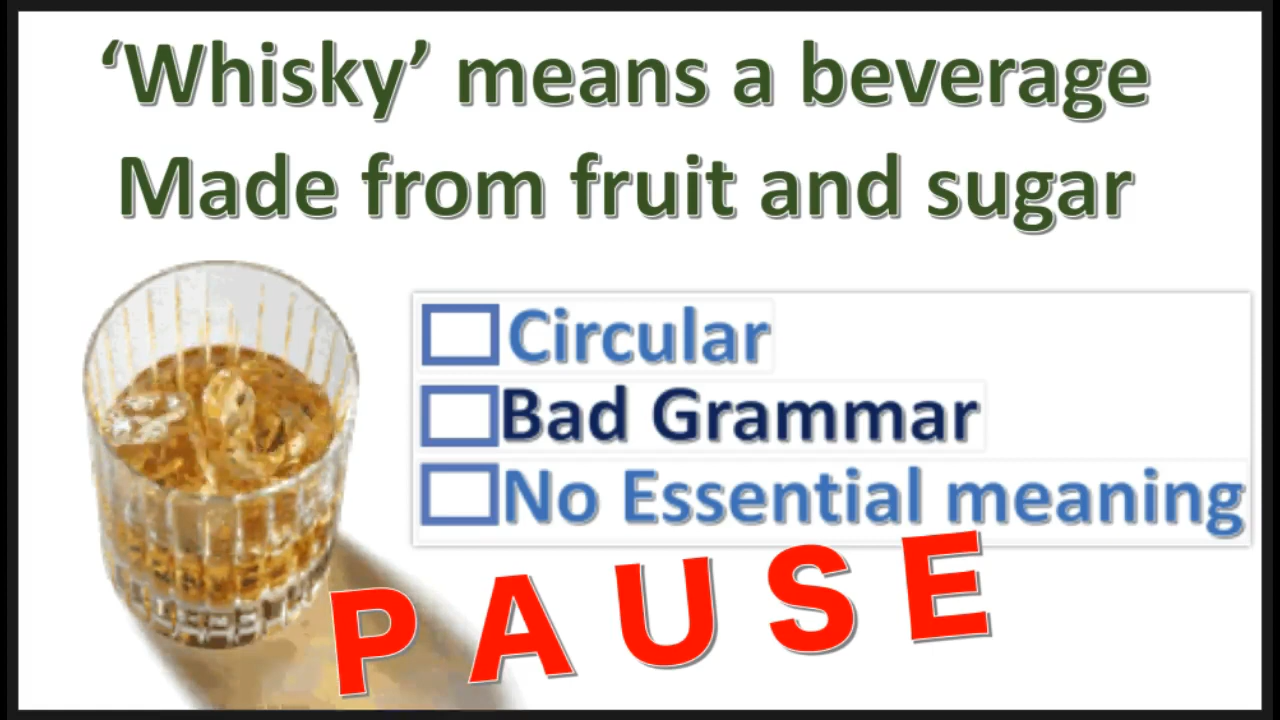 ‘Whisky’ means a beverage
Made from fruit and sugar
Circular
Bad Grammar
No Essential meaning
PAUSE